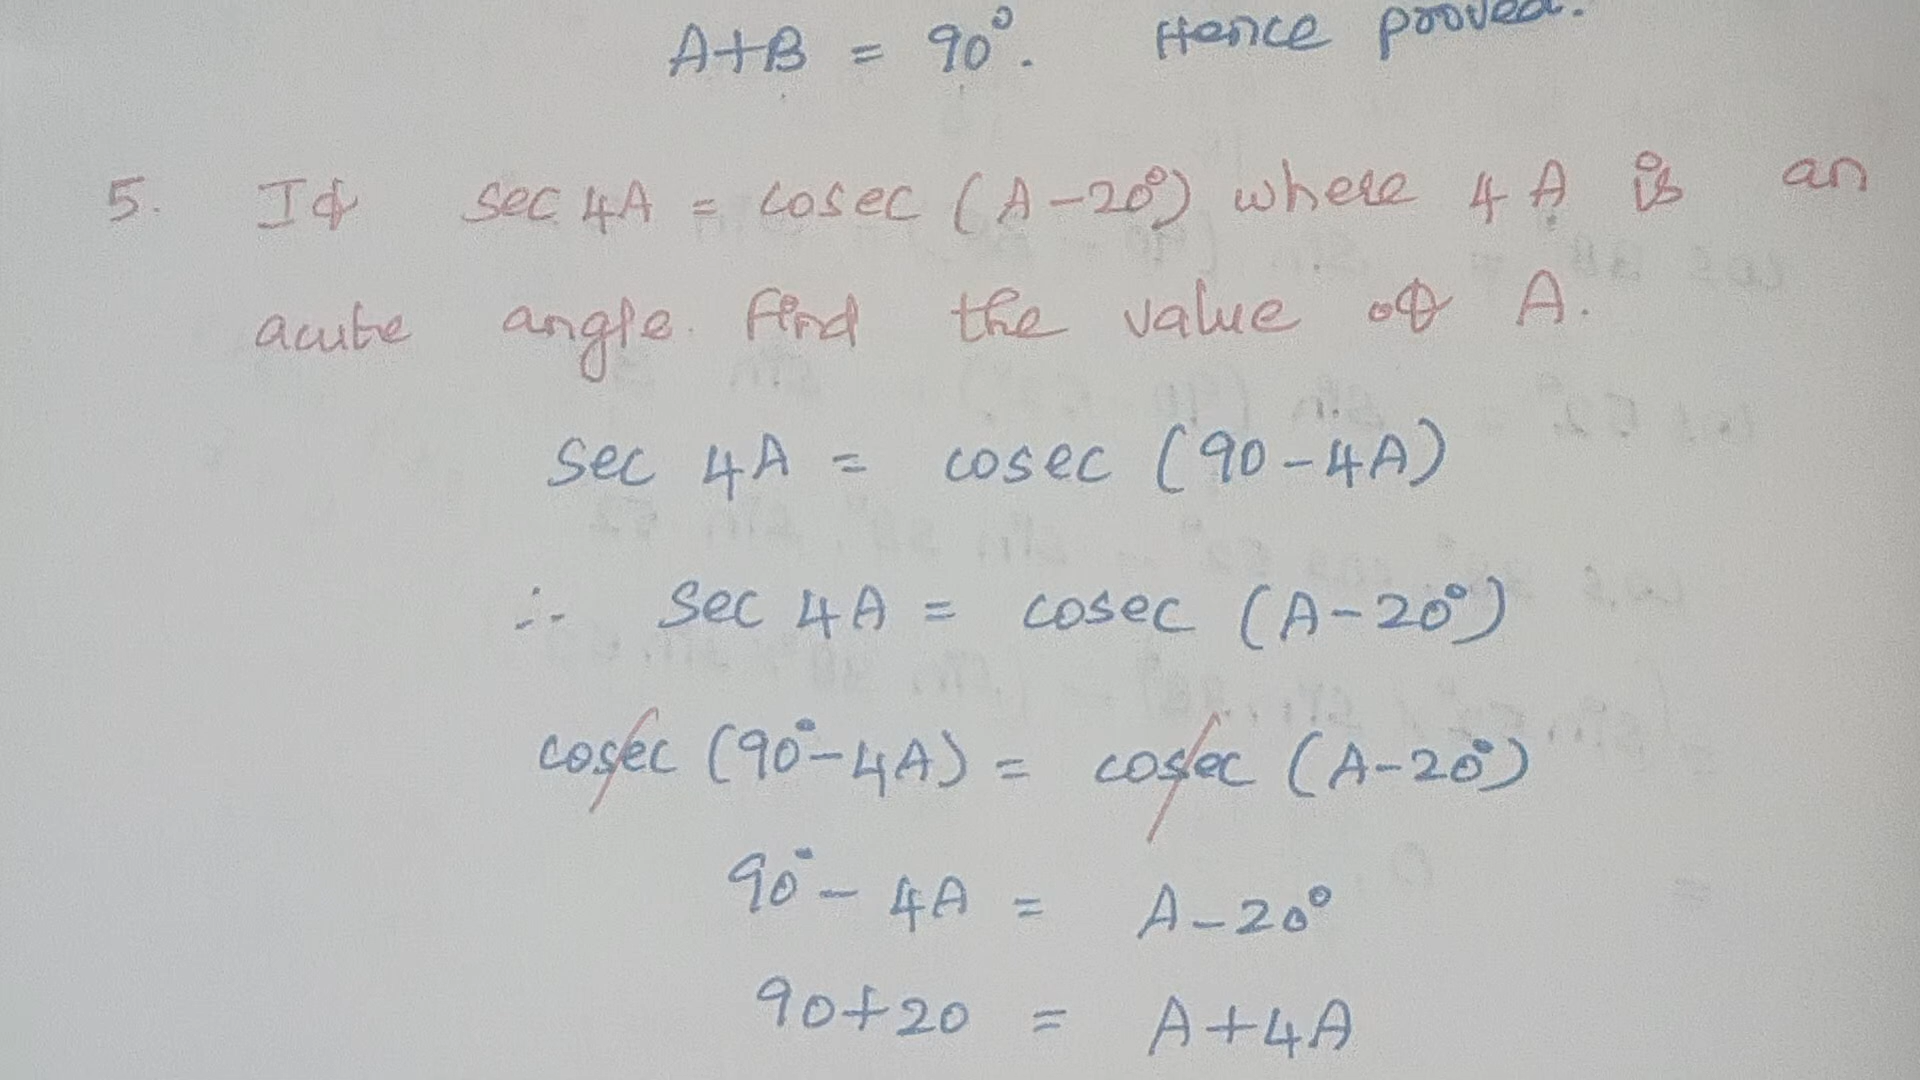 A+B = 90°. Hence proved.
5. If sec 4A = cosec (A-20°) where 4A is an
acute angle. find the value of A.
sec 4A = cosec (90-4A)
∴ sec 4A = cosec (A-20°)
cosec (90°-4A) = cosec (A-20°)
90°- 4A = A-20°
90+20 = A+4A